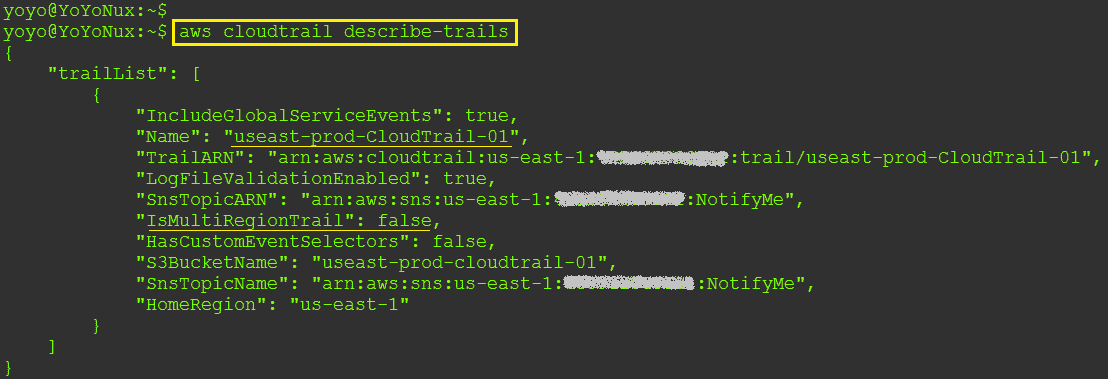 yoyo@YoYoNux:~$
yoyo@YoYoNux:~$ aws cloudtrail describe-trails
{
    "trailList": [
        {
            "IncludeGlobalServiceEvents": true,
            "Name": "useast-prod-CloudTrail-01",
            "TrailARN": "arn:aws:cloudtrail:us-east-1: :trail/useast-prod-CloudTrail-01",
            "LogFileValidationEnabled": true,
            "SnsTopicARN": "arn:aws:sns:us-east-1: :NotifyMe",
            "IsMultiRegionTrail": false,
            "HasCustomEventSelectors": false,
            "S3BucketName": "useast-prod-cloudtrail-01",
            "SnsTopicName": "arn:aws:sns:us-east-1: :NotifyMe",
            "HomeRegion": "us-east-1"
        }
    ]
}